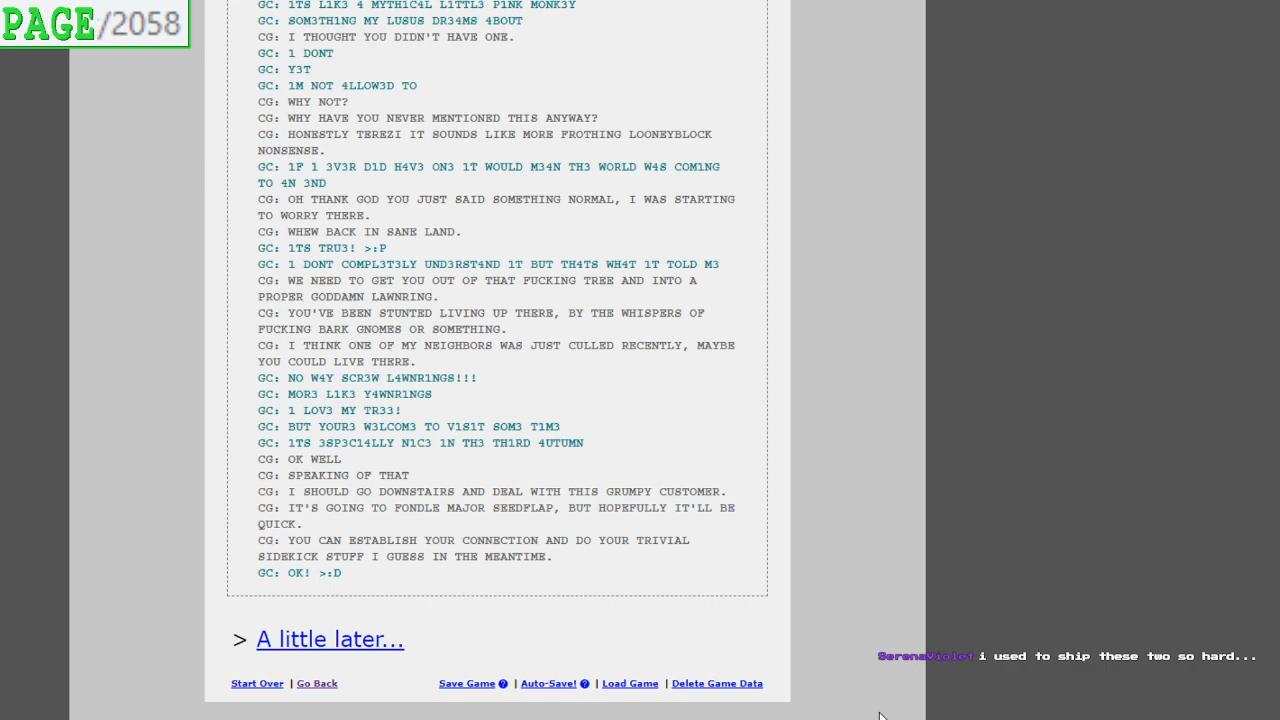 PAGE/2058
GC: 1TS L1K3 4 MYTH1C4L L1TTL3 P1NK MONK3Y
GC: SOM3TH1NG MY LUSUS DR34MS 4BOUT
CG: I THOUGHT YOU DIDN'T HAVE ONE.
GC: 1 DONT
GC: Y3T
GC: 1M NOT 4LLOW3D TO
CG: WHY NOT?
CG: WHY HAVE YOU NEVER MENTIONED THIS ANYWAY?
CG: HONESTLY TEREZI IT SOUNDS LIKE MORE FROTHING LOONEYBLOCK
NONSENSE.
GC: 1F 1 3V3R D1D H4V3 ON3 1T WOULD M34N TH3 WORLD W4S COM1NG
TO 4N 3ND
CG: OH THANK GOD YOU JUST SAID SOMETHING NORMAL, I WAS STARTING
TO WORRY THERE.
CG: WHEW BACK IN SANE LAND.
GC: 1TS TRU3! >:P
GC: 1 DONT COMPL3T3LY UND3RST4ND 1T BUT TH4TS WH4T 1T TOLD M3
CG: WE NEED TO GET YOU OUT OF THAT FUCKING TREE AND INTO A
PROPER GODDAMN LAWNRING.
CG: YOU'VE BEEN STUNTED LIVING UP THERE, BY THE WHISPERS OF
FUCKING BARK GNOMES OR SOMETHING.
CG: I THINK ONE OF MY NEIGHBORS WAS JUST CULLED RECENTLY, MAYBE
YOU COULD LIVE THERE.
GC: NO W4Y SCR3W L4WNR1NGS!!!
GC: MOR3 L1K3 Y4WNR1NGS
GC: 1 LOV3 MY TR33!
GC: BUT YOUR3 W3LCOM3 TO V1S1T SOM3 T1M3
GC: 1TS 3SP3C14LLY N1C3 1N TH3 TH1RD 4UTUMN
CG: OK WELL
CG: SPEAKING OF THAT
CG: I SHOULD GO DOWNSTAIRS AND DEAL WITH THIS GRUMPY CUSTOMER.
CG: IT'S GOING TO FONDLE MAJOR SEEDFLAP, BUT HOPEFULLY IT'LL BE
QUICK.
CG: YOU CAN ESTABLISH YOUR CONNECTION AND DO YOUR TRIVIAL
SIDEKICK STUFF I GUESS IN THE MEANTIME.
GC: OK! >:D
> A little later...
SerenaViolet i used to ship these two so hard...
Start Over | Go Back Save Game ? | Auto-Save! ? | Load Game | Delete Game Data